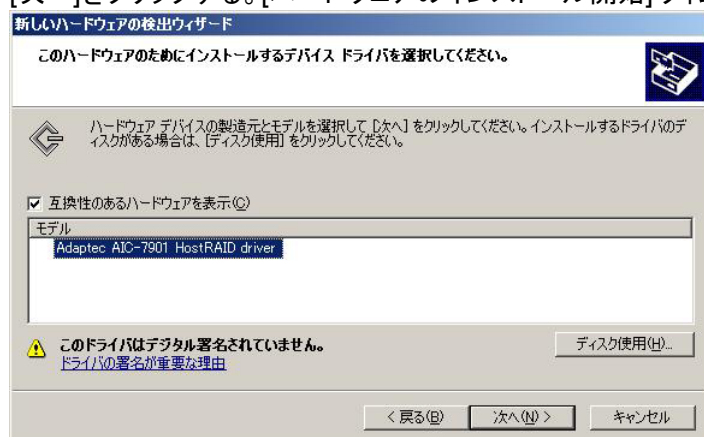 新しいハードウェアの検出ウィザード
このハードウェアのためにインストールするデバイス ドライバを選択してください。
ハードウェア デバイスの製造元とモデルを選択して [次へ] をクリックしてください。インストールするドライバのデ
ィスクがある場合は、[ディスク使用] をクリックしてください。
互換性のあるハードウェアを表示(C)
モデル
Adaptec AIC-7901 HostRAID driver
このドライバはデジタル署名されていません。
ディスク使用(H)...
ドライバの署名が重要な理由
< 戻る(B)
次へ(N) >
キャンセル